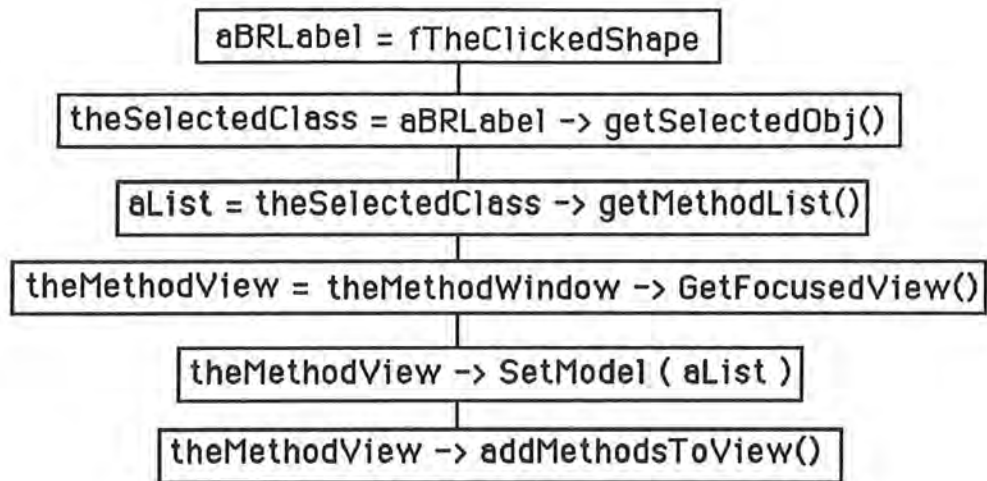 aBRLabel = fTheClickedShape
theSelectedClass = aBRLabel -> getSelectedObj()
aList = theSelectedClass -> getMethodList()
theMethodView = theMethodWindow -> GetFocusedView()
theMethodView -> SetModel ( aList )
theMethodView -> addMethodsToView()